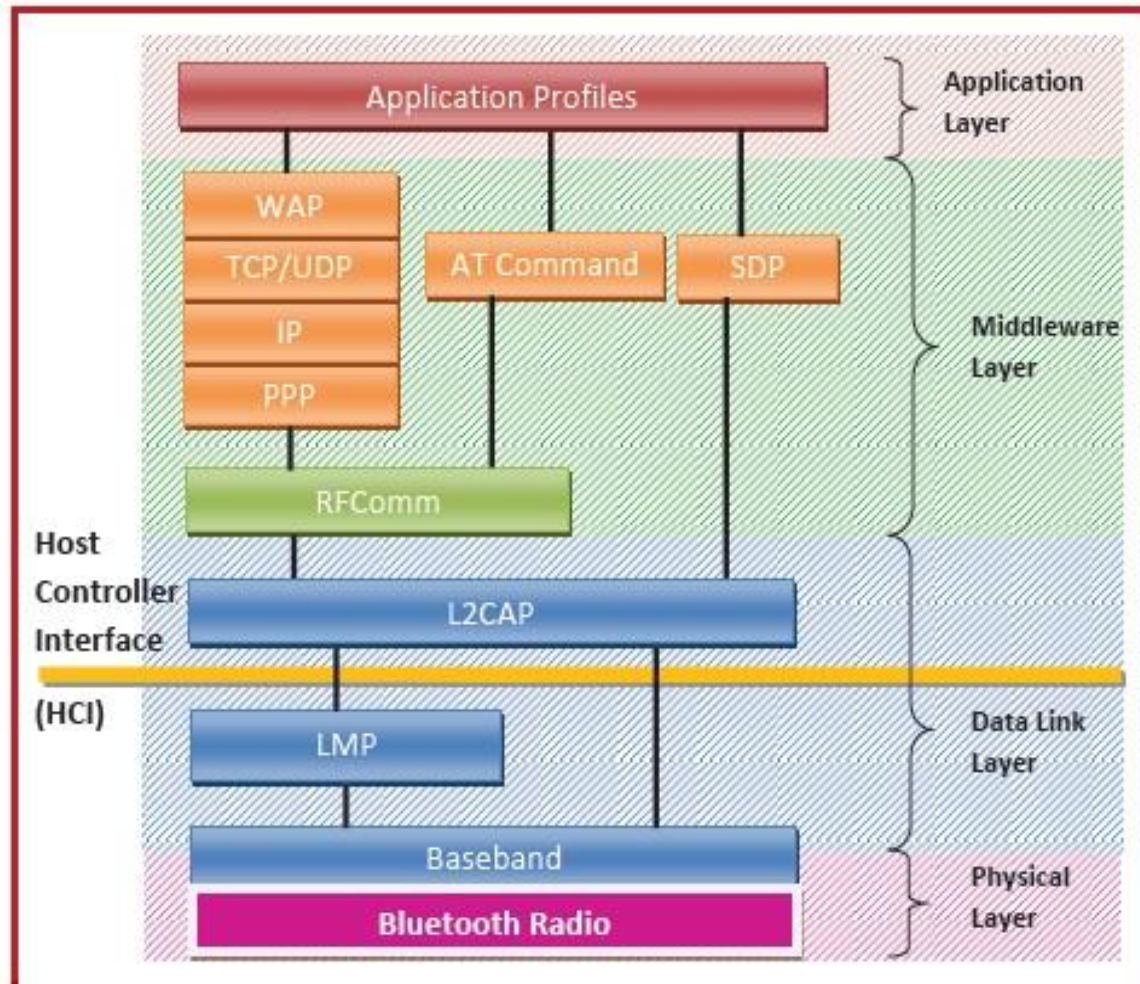 Application Profiles
Application
Layer
WAP
TCP/UDP
AT Command
SDP
IP
PPP
Middleware
Layer
RFComm
Host
Controller
Interface
(HCI)
L2CAP
LMP
Data Link
Layer
Baseband
Bluetooth Radio
Physical
Layer